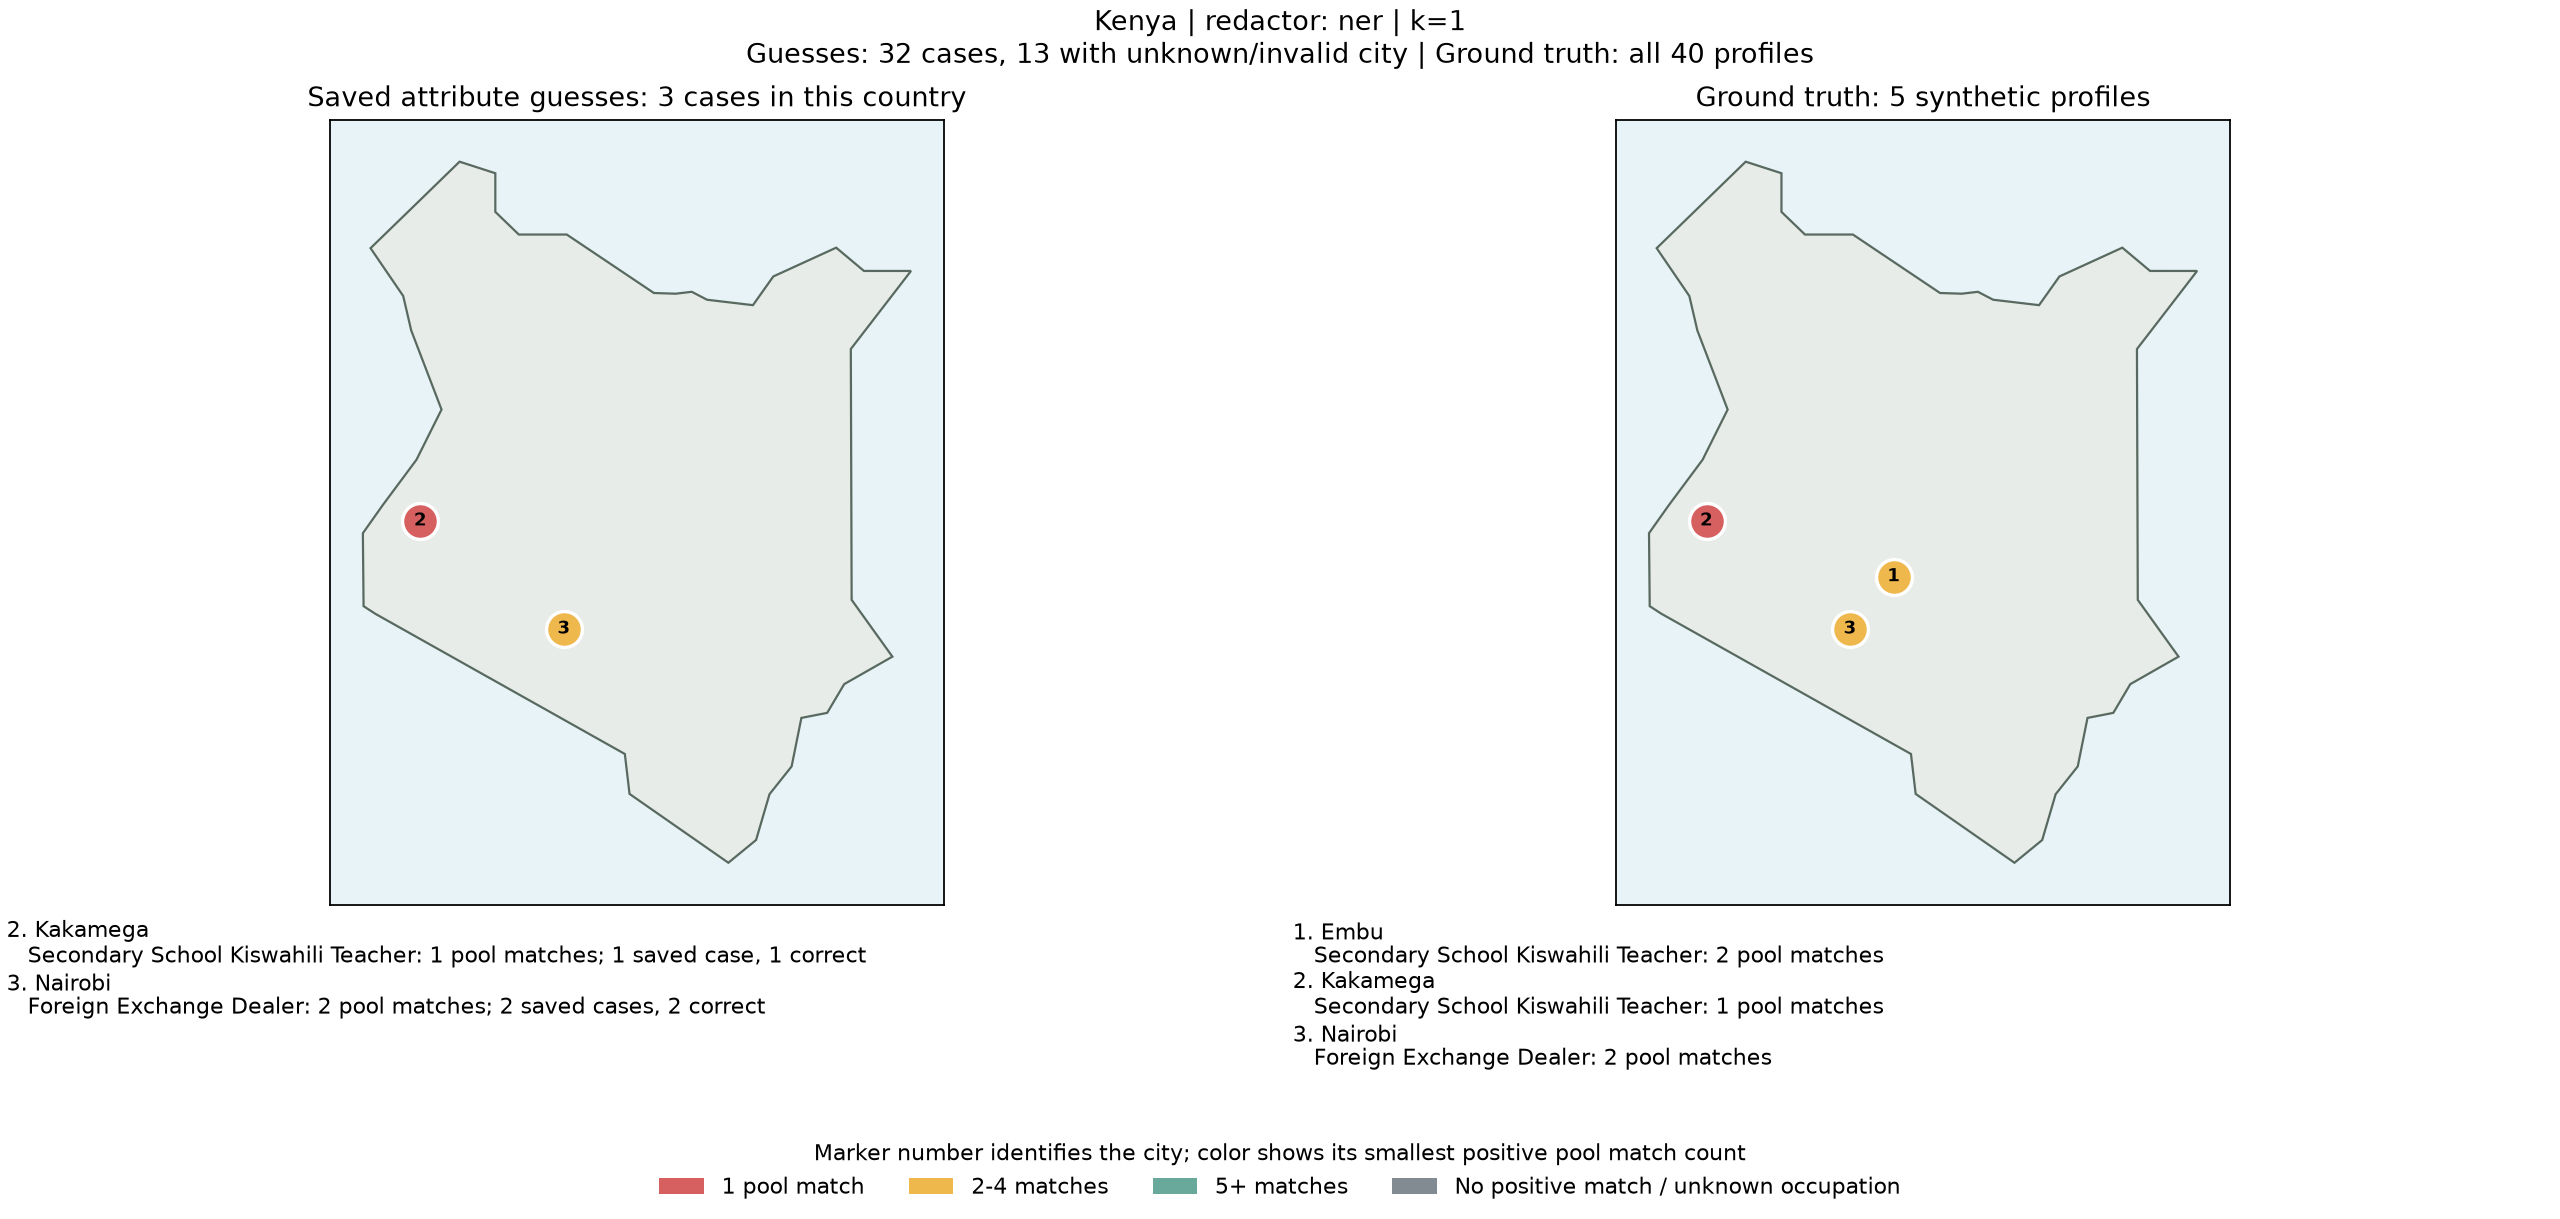 Kenya | redactor: ner | k=1
Guesses: 32 cases, 13 with unknown/invalid city | Ground truth: all 40 profiles
Saved attribute guesses: 3 cases in this country
2
3
2. Kakamega
Secondary School Kiswahili Teacher: 1 pool matches; 1 saved case, 1 correct
3. Nairobi
Foreign Exchange Dealer: 2 pool matches; 2 saved cases, 2 correct
Ground truth: 5 synthetic profiles
2
1
3
1. Embu
Secondary School Kiswahili Teacher: 2 pool matches
2. Kakamega
Secondary School Kiswahili Teacher: 1 pool matches
3. Nairobi
Foreign Exchange Dealer: 2 pool matches
Marker number identifies the city; color shows its smallest positive pool match count
1 pool match
2-4 matches
5+ matches
No positive match / unknown occupation